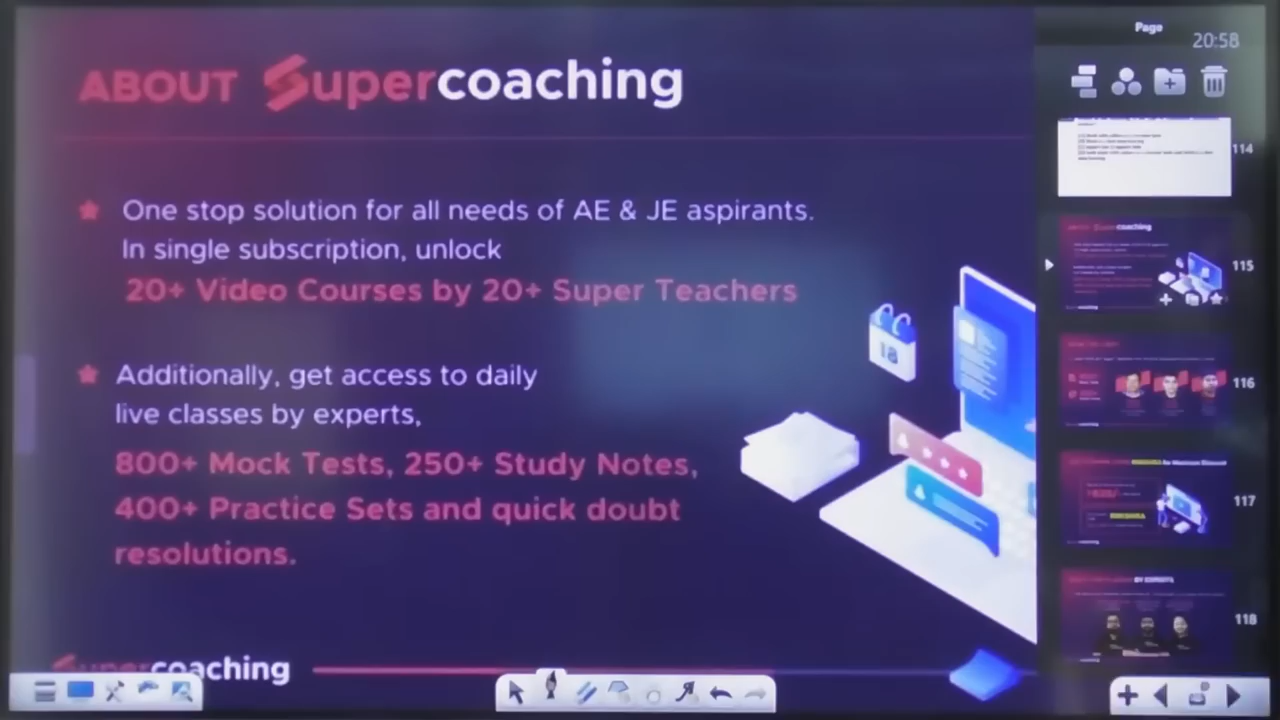 ABOUT Supercoaching
One stop solution for all needs of AE & JE aspirants.
In single subscription, unlock
20+ Video Courses by 20+ Super Teachers
Additionally, get access to daily
live classes by experts,
800+ Mock Tests, 250+ Study Notes,
400+ Practice Sets and quick doubt
resolutions.
18
Supercoaching
Page
20:58
114
115
116
117
118